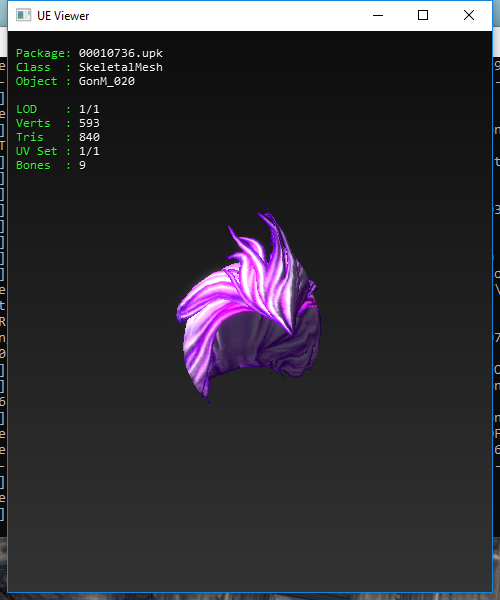 UE Viewer
Package: 00010736.upk
Class : SkeletalMesh
Object : GonM_020
LOD : 1/1
Verts : 593
Tris : 840
UV Set : 1/1
Bones : 9